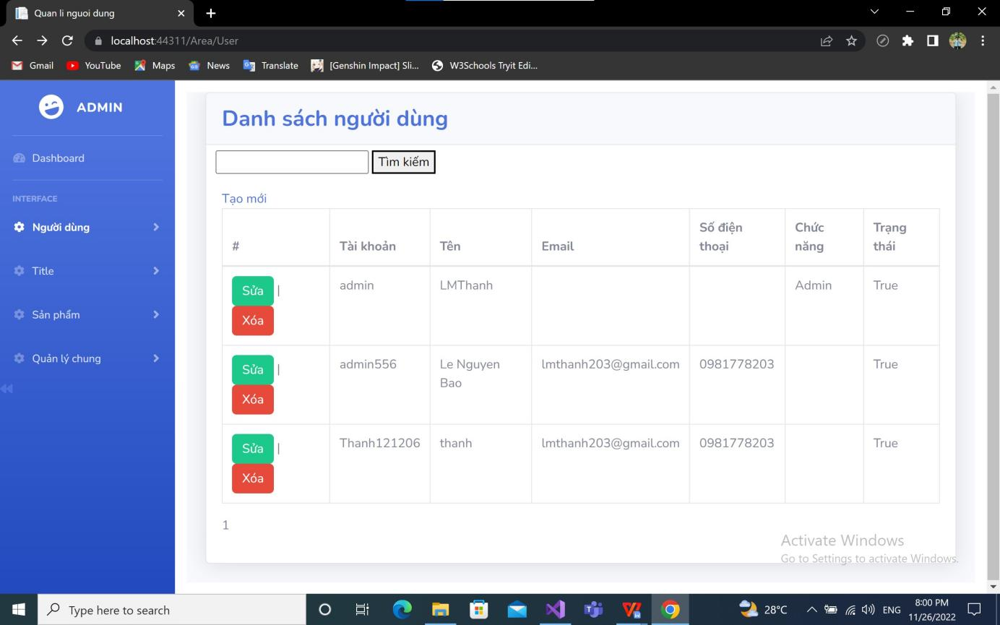 Quan li nguoi dung
localhost:44311/Area/User
Gmail YouTube Maps News Translate [Genshin Impact] Sli... W3Schools Tryit Edi...
ADMIN
Dashboard
INTERFACE
Người dùng
Title
Sản phẩm
Quản lý chung
Danh sách người dùng
Tìm kiếm
Tạo mới
# Tài khoản Tên Email Số điện thoại Chức năng Trạng thái
Sửa | Xóa admin LMThanh Admin True
Sửa | Xóa admin556 Le Nguyen Bao lmthanh203@gmail.com 0981778203 True
Sửa | Xóa Thanh121206 thanh lmthanh203@gmail.com 0981778203 True
1
Activate Windows
Go to Settings to activate Windows.
Type here to search
28°C
ENG
8:00 PM
11/26/2022